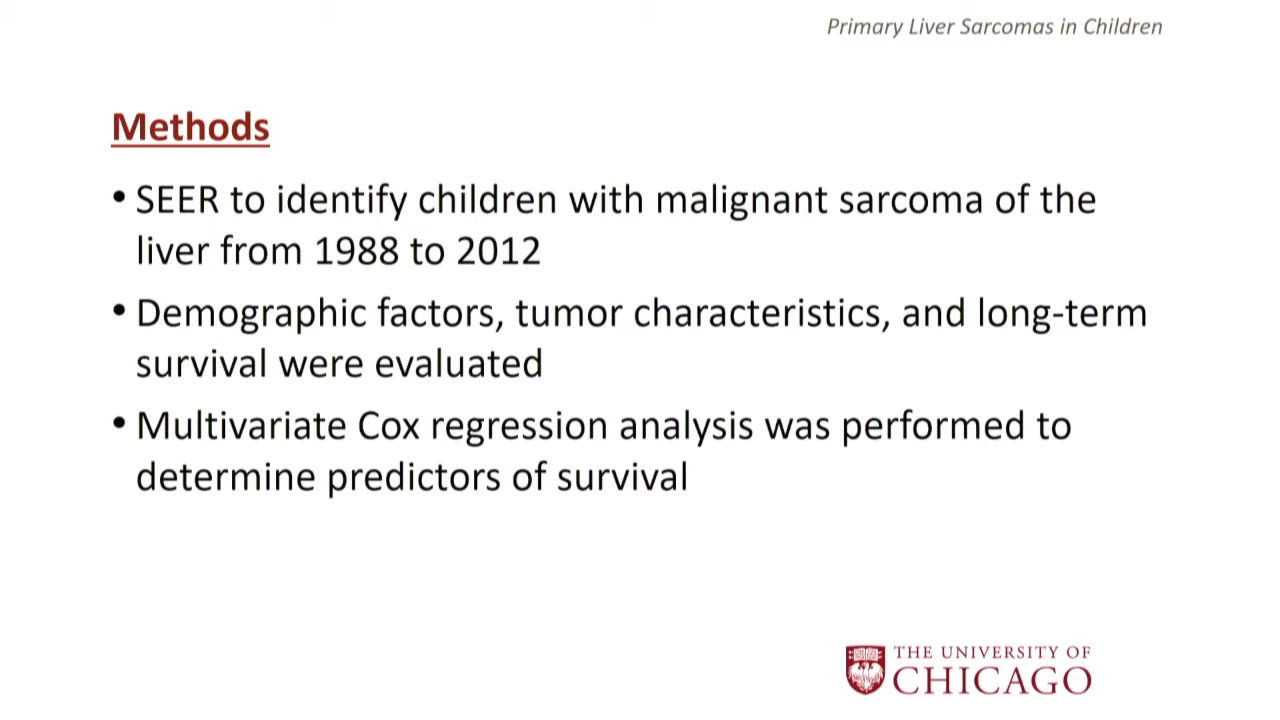 Primary Liver Sarcomas in Children
Methods
• SEER to identify children with malignant sarcoma of the
liver from 1988 to 2012
• Demographic factors, tumor characteristics, and long-term
survival were evaluated
• Multivariate Cox regression analysis was performed to
determine predictors of survival
THE UNIVERSITY OF
CHICAGO